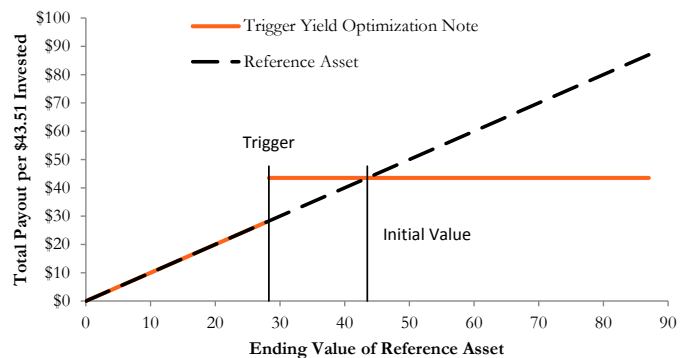 Total Payout per $43.51 Invested
$100
$90
$80
$70
$60
$50
$40
$30
$20
$10
$0
Trigger Yield Optimization Note
Reference Asset
Trigger
Initial Value
0 10 20 30 40 50 60 70 80 90
Ending Value of Reference Asset